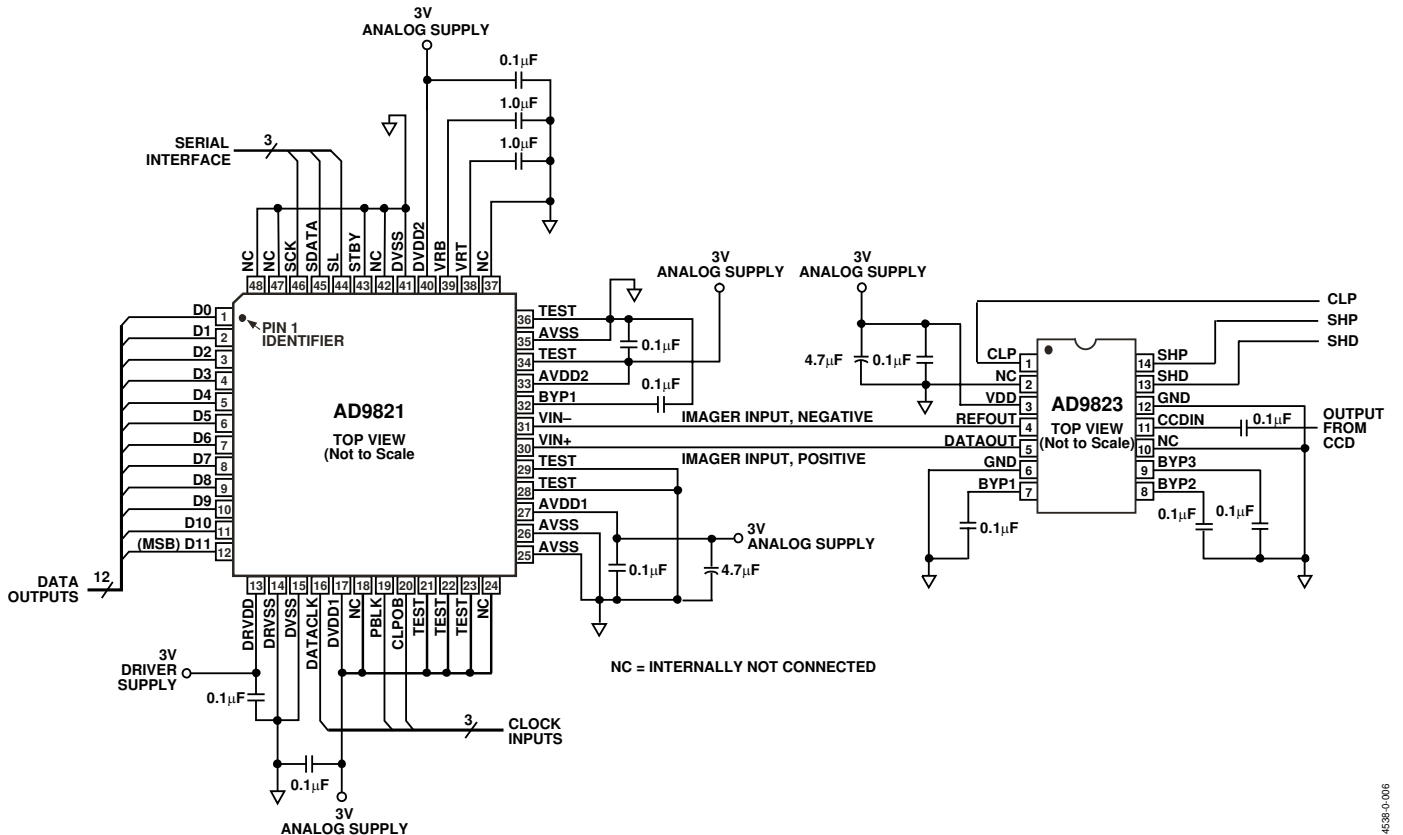 3V
ANALOG SUPPLY
0.1μF
1.0μF
1.0μF
SERIAL
INTERFACE
3
NC
NC
SCK
SDATA
SL
STBY
NC
DVSS
DVDD2
VRB
VRT
NC
48
47
46
45
44
43
42
41
40
39
38
37
D0
D1
D2
D3
D4
D5
D6
D7
D8
D9
D10
(MSB) D11
1
2
3
4
5
6
7
8
9
10
11
12
DATA
OUTPUTS
12
PIN 1
IDENTIFIER
AD9821
TOP VIEW
(Not to Scale
36
35
34
33
32
31
30
29
28
27
26
25
TEST
AVSS
TEST
AVDD2
BYP1
VIN–
VIN+
TEST
TEST
AVDD1
AVSS
AVSS
3V
ANALOG SUPPLY
0.1μF
0.1μF
IMAGER INPUT, NEGATIVE
IMAGER INPUT, POSITIVE
3V
ANALOG SUPPLY
0.1μF
4.7μF
13
14
15
16
17
18
19
20
21
22
23
24
DRVDD
DRVSS
DVSS
DATACLK
DVDD1
NC
PBLK
CLPOB
TEST
TEST
TEST
NC
3V
DRIVER
SUPPLY
0.1μF
0.1μF
3V
ANALOG SUPPLY
3
CLOCK
INPUTS
NC = INTERNALLY NOT CONNECTED
3V
ANALOG SUPPLY
4.7μF
0.1μF
CLP
NC
VDD
REFOUT
DATAOUT
GND
BYP1
1
2
3
4
5
6
7
AD9823
TOP VIEW
(Not to Scale)
14
13
12
11
10
9
8
SHP
SHD
GND
CCDIN
NC
BYP3
BYP2
CLP
SHP
SHD
0.1μF
OUTPUT
FROM
CCD
0.1μF
0.1μF
0.1μF
4538-0-006